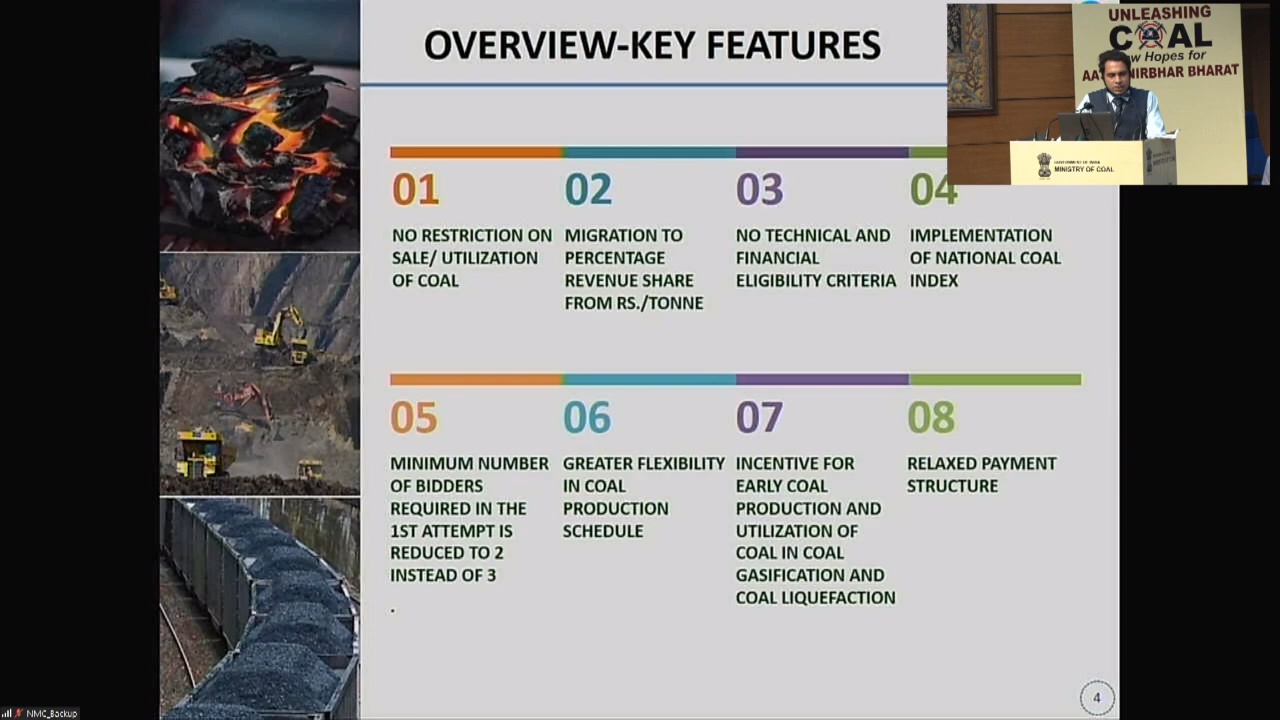 OVERVIEW-KEY FEATURES
01
NO RESTRICTION ON
SALE/ UTILIZATION
OF COAL
02
MIGRATION TO
PERCENTAGE
REVENUE SHARE
FROM RS./TONNE
03
NO TECHNICAL AND
FINANCIAL
ELIGIBILITY CRITERIA
04
IMPLEMENTATION
OF NATIONAL COAL
INDEX
05
MINIMUM NUMBER
OF BIDDERS
REQUIRED IN THE
1ST ATTEMPT IS
REDUCED TO 2
INSTEAD OF 3
.
06
GREATER FLEXIBILITY
IN COAL
PRODUCTION
SCHEDULE
07
INCENTIVE FOR
EARLY COAL
PRODUCTION AND
UTILIZATION OF
COAL IN COAL
GASIFICATION AND
COAL LIQUEFACTION
08
RELAXED PAYMENT
STRUCTURE
4
UNLEASHING
COAL
Hopes for
BHARAT
GOVERNMENT OF INDIA
MINISTRY OF COAL
NMC_Backup